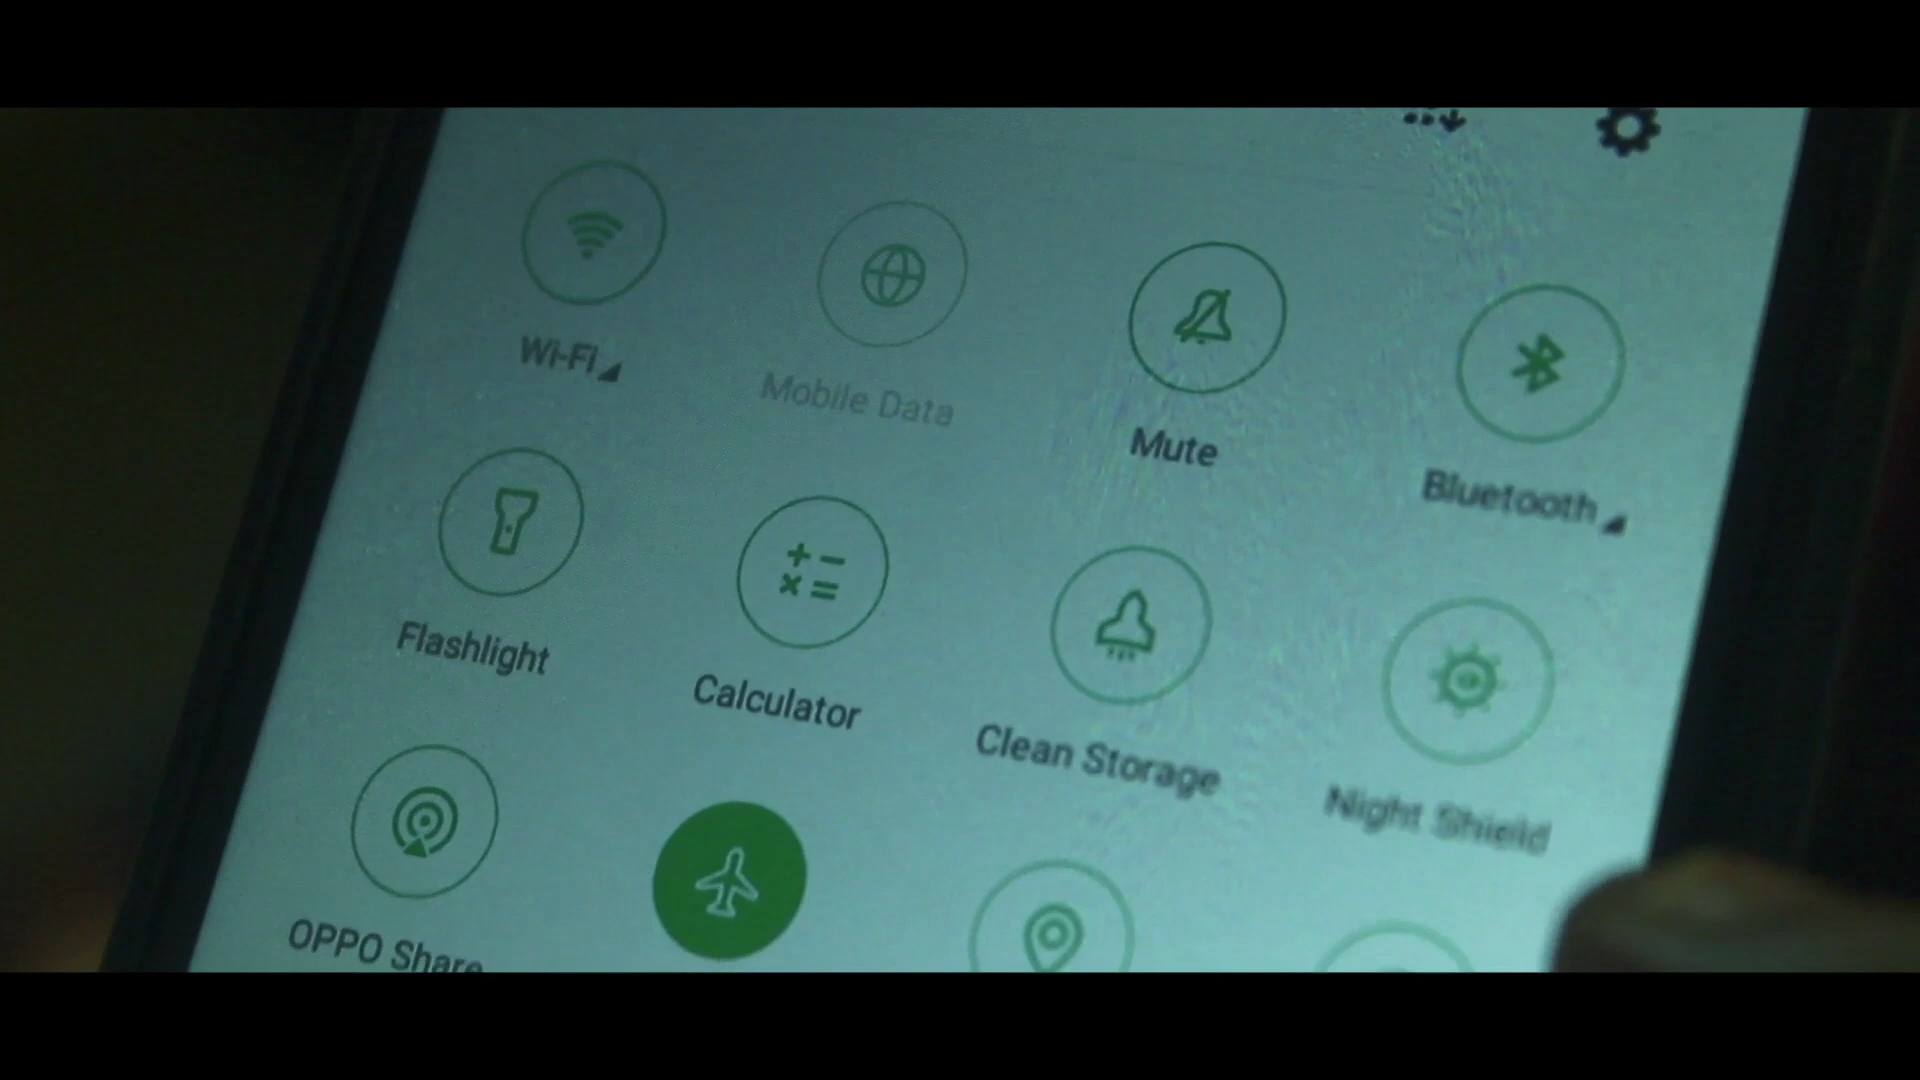 Wi-Fi
Mobile Data
Mute
Bluetooth
Flashlight
Calculator
Clean Storage
Night Shield
OPPO Share